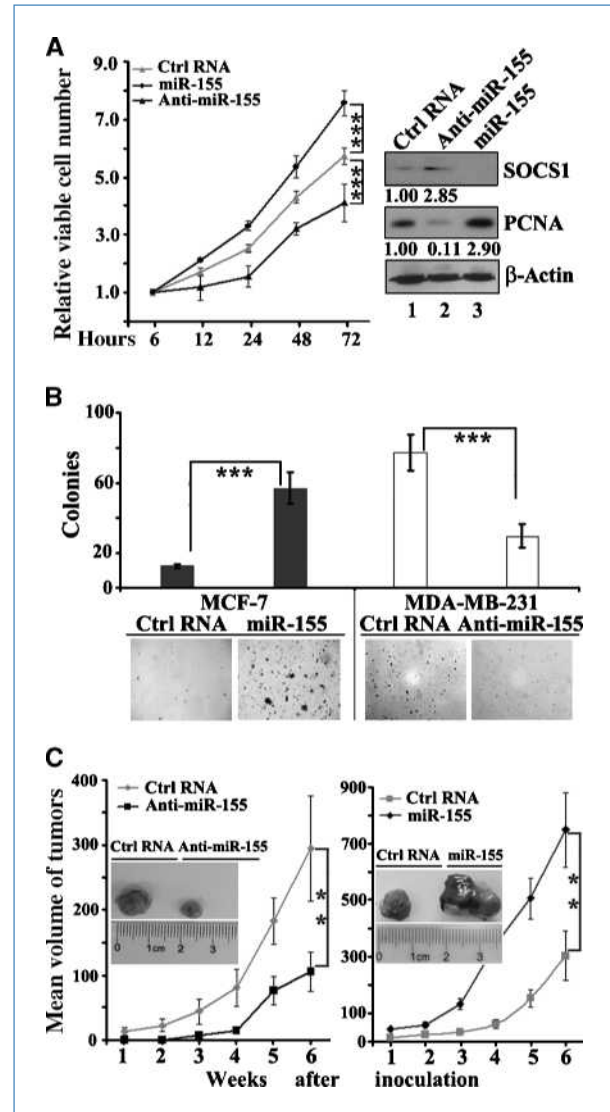 A
Ctrl RNA
miR-155
Anti-miR-155
9.0
7.0
5.0
3.0
1.0
Relative viable cell number
Hours 6 12 24 48 72
***
***
Ctrl RNA Anti-miR-155 miR-155
SOCS1
1.00 2.85
PCNA
1.00 0.11 2.90
β-Actin
1 2 3
B
100
60
20
0
Colonies
***
***
MCF-7 MDA-MB-231
Ctrl RNA miR-155 Ctrl RNA Anti-miR-155
C
Mean volume of tumors
400
300
200
100
0
Ctrl RNA
Anti-miR-155
Ctrl RNA Anti-miR-155
0 1cm 2 3
**
1 2 3 4 5 6
900
700
500
300
100
0
Ctrl RNA
miR-155
Ctrl RNA miR-155
0 1cm 2 3
**
1 2 3 4 5 6
Weeks after inoculation